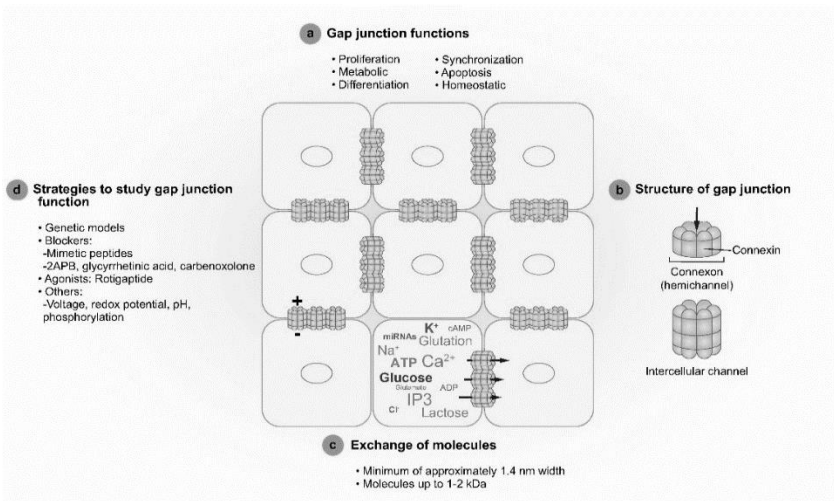 a Gap junction functions
• Proliferation
• Metabolic
• Differentiation
• Synchronization
• Apoptosis
• Homeostatic
d Strategies to study gap junction
function
• Genetic models
• Blockers:
-Mimetic peptides
-2APB, glycyrrhetinic acid, carbenoxolone
• Agonists: Rotigaptide
• Others:
-Voltage, redox potential, pH,
phosphorylation
b Structure of gap junction
Connexin
Connexon
(hemichannel)
Intercellular channel
+
-
K+ cAMP
miRNAs Glutation
Na+
ATP Ca2+
Glucose
Glutamate ADP
IP3
Cl- Lactose
c Exchange of molecules
• Minimum of approximately 1.4 nm width
• Molecules up to 1-2 kDa